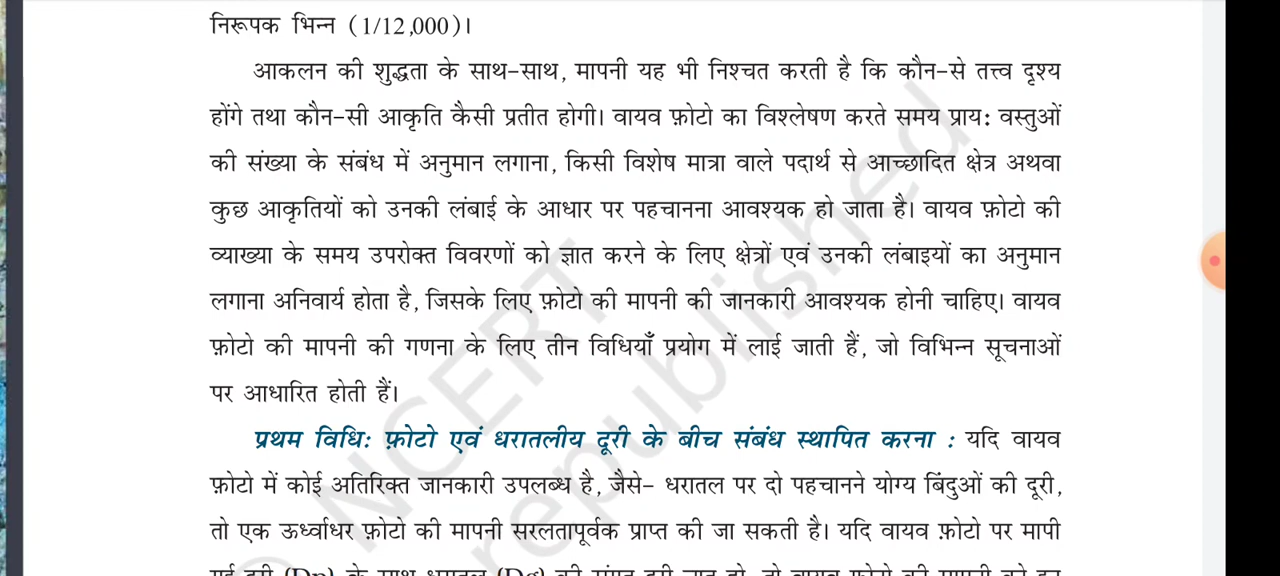 निरूपक भिन्न (1/12,000)।
आकलन की शुद्धता के साथ-साथ, मापनी यह भी निश्चत करती है कि कौन-से तत्त्व दृश्य
होंगे तथा कौन-सी आकृति कैसी प्रतीत होगी। वायव फ़ोटो का विश्लेषण करते समय प्राय: वस्तुओं
की संख्या के संबंध में अनुमान लगाना, किसी विशेष मात्रा वाले पदार्थ से आच्छादित क्षेत्र अथवा
कुछ आकृतियों को उनकी लंबाई के आधार पर पहचानना आवश्यक हो जाता है। वायव फ़ोटो की
व्याख्या के समय उपरोक्त विवरणों को ज्ञात करने के लिए क्षेत्रों एवं उनकी लंबाइयों का अनुमान
लगाना अनिवार्य होता है, जिसके लिए फ़ोटो की मापनी की जानकारी आवश्यक होनी चाहिए। वायव
फ़ोटो की मापनी की गणना के लिए तीन विधियाँ प्रयोग में लाई जाती हैं, जो विभिन्न सूचनाओं
पर आधारित होती हैं।
प्रथम विधि: फ़ोटो एवं धरातलीय दूरी के बीच संबंध स्थापित करना : यदि वायव
फ़ोटो में कोई अतिरिक्त जानकारी उपलब्ध है, जैसे- धरातल पर दो पहचानने योग्य बिंदुओं की दूरी,
तो एक ऊर्ध्वाधर फ़ोटो की मापनी सरलतापूर्वक प्राप्त की जा सकती है। यदि वायव फ़ोटो पर मापी
© NCERT
republished